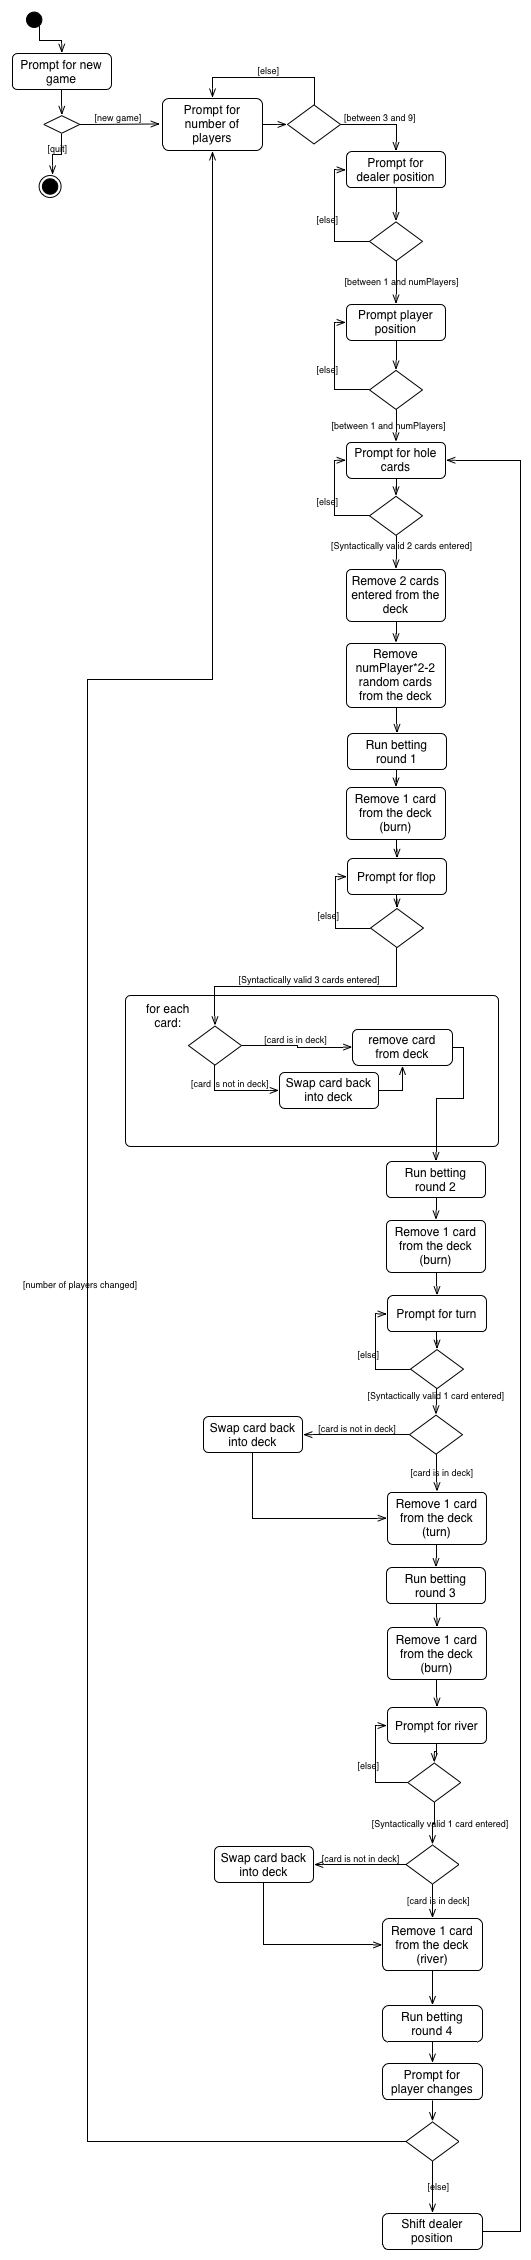 Prompt for new
game
[new game]
[quit]
[else]
Prompt for
number of
players
[between 3 and 9]
Prompt for
dealer position
[else]
[between 1 and numPlayers]
Prompt player
position
[else]
[between 1 and numPlayers]
Prompt for hole
cards
[else]
[Syntactically valid 2 cards entered]
Remove 2 cards
entered from the
deck
Remove
numPlayer*2-2
random cards
from the deck
Run betting
round 1
Remove 1 card
from the deck
(burn)
Prompt for flop
[else]
[Syntactically valid 3 cards entered]
for each
card:
[card is in deck]
remove card
from deck
[card is not in deck]
Swap card back
into deck
Run betting
round 2
Remove 1 card
from the deck
(burn)
[number of players changed]
Prompt for turn
[else]
[Syntactically valid 1 card entered]
Swap card back
into deck
[card is not in deck]
[card is in deck]
Remove 1 card
from the deck
(turn)
Run betting
round 3
Remove 1 card
from the deck
(burn)
Prompt for river
[else]
[Syntactically valid 1 card entered]
Swap card back
into deck
[card is not in deck]
[card is in deck]
Remove 1 card
from the deck
(river)
Run betting
round 4
Prompt for
player changes
[else]
Shift dealer
position